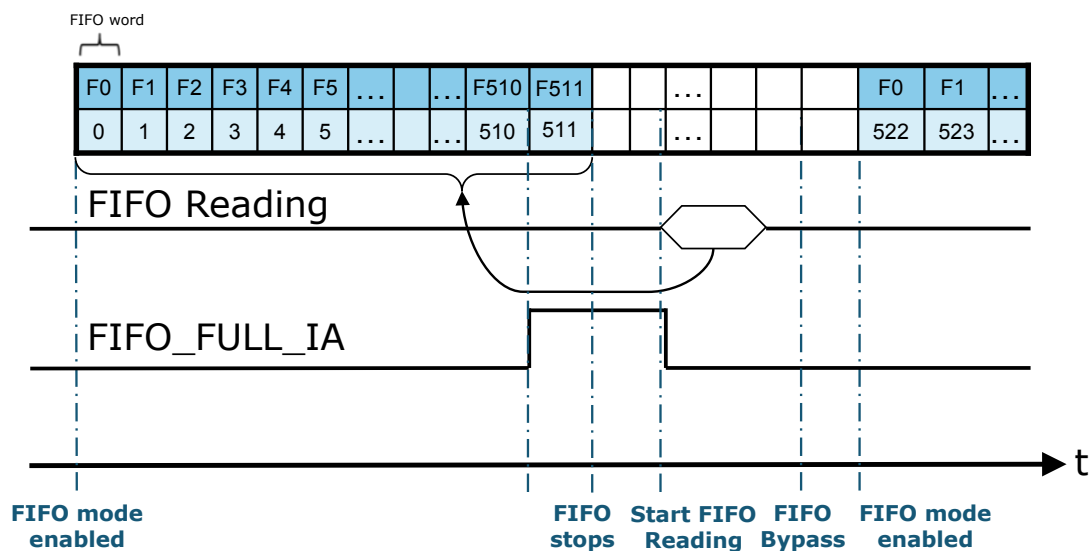 FIFO word
F0 F1 F2 F3 F4 F5 ... ... F510 F511 ... F0 F1 ...
0 1 2 3 4 5 ... ... 510 511 ... 522 523 ...
FIFO Reading
FIFO_FULL_IA
t
FIFO mode enabled
FIFO stops
Start FIFO Reading
FIFO Bypass
FIFO mode enabled